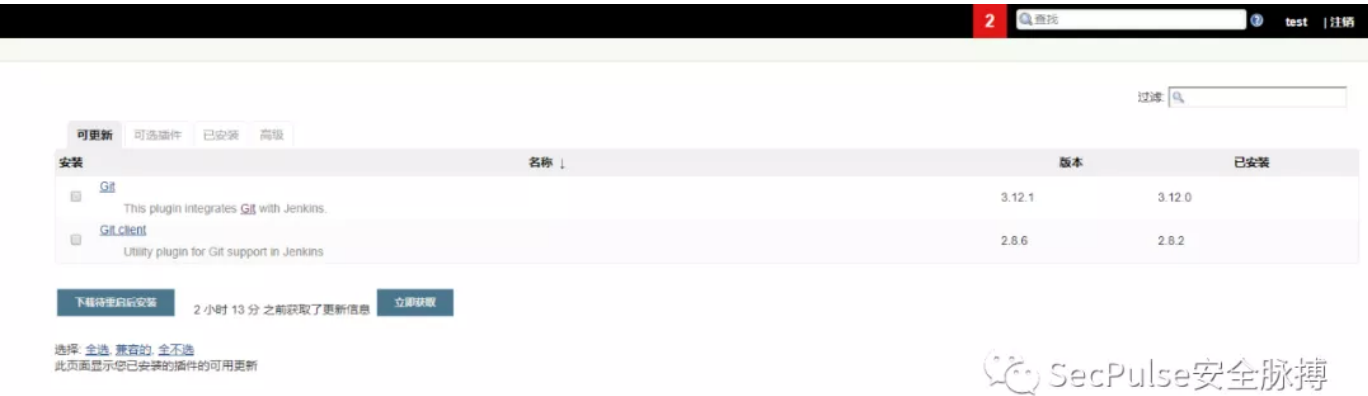 2 查找 test | 注销
过滤:
可更新 可选插件 已安装 高级
安装 名称 ↓ 版本 已安装
Git 3.12.1 3.12.0
This plugin integrates Git with Jenkins.
Git client 2.8.6 2.8.2
Utility plugin for Git support in Jenkins
下载待重启后安装 2 小时 13 分 之前获取了更新信息 立即获取
选择: 全选, 兼容的, 全不选
此页面显示您已安装的插件的可用更新
SecPulse安全脉搏